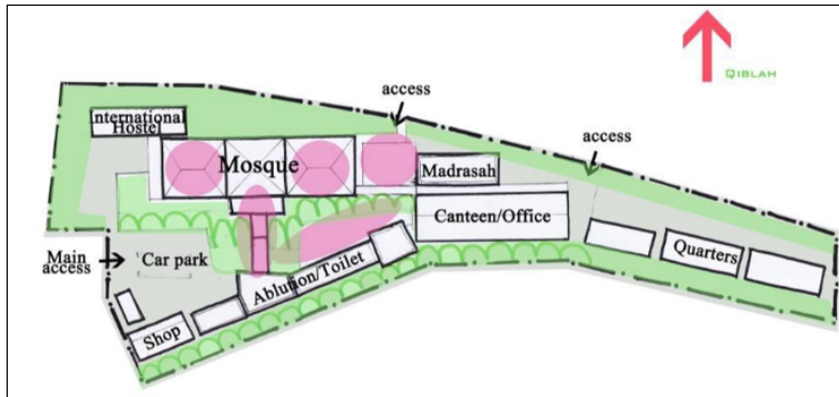 QIBLAH
access
access
International
Hostel
Mosque
Madrasah
Canteen/Office
Main
access
Car park
Quarters
Ablution/Toilet
Shop